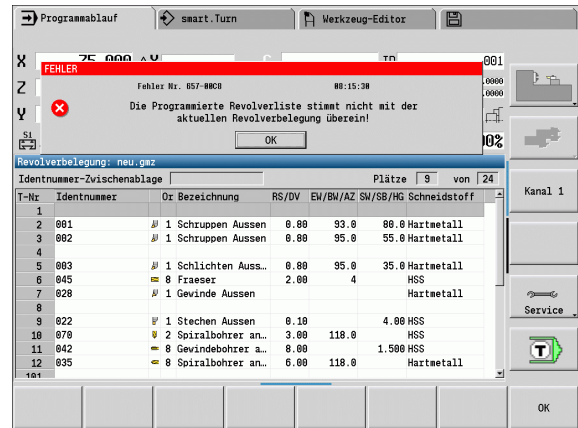 Programmablauf smart.Turn Werkzeug-Editor
X 75.000 001
FEHLER
Fehler Nr. 657-00C8 08:15:30
Die Programmierte Revolverliste stimmt nicht mit der
aktuellen Revolverbelegung überein!
OK
Z
Y
S1
Revolverbelegung: neu.gmz
Identnummer-Zwischenablage Plätze 9 von 24
T-Nr Identnummer Or Bezeichnung RS/DV EW/BW/AZ SW/SB/HG Schneidstoff
1
2 001 1 Schruppen Aussen 0.80 93.0 80.0 Hartmetall
3 002 1 Schruppen Aussen 0.80 95.0 55.0 Hartmetall
4
5 003 1 Schlichten Auss… 0.80 95.0 35.0 Hartmetall
6 045 8 Fraeser 2.00 4 HSS
7 028 1 Gewinde Aussen Hartmetall
8
9 022 1 Stechen Aussen 0.10 4.00 HSS
10 070 2 Spiralbohrer an… 3.00 118.0 HSS
11 042 8 Gewindebohrer a… 8.00 1.500 HSS
12 035 8 Spiralbohrer an… 6.00 118.0 Hartmetall
101
Kanal 1
Service
T
OK